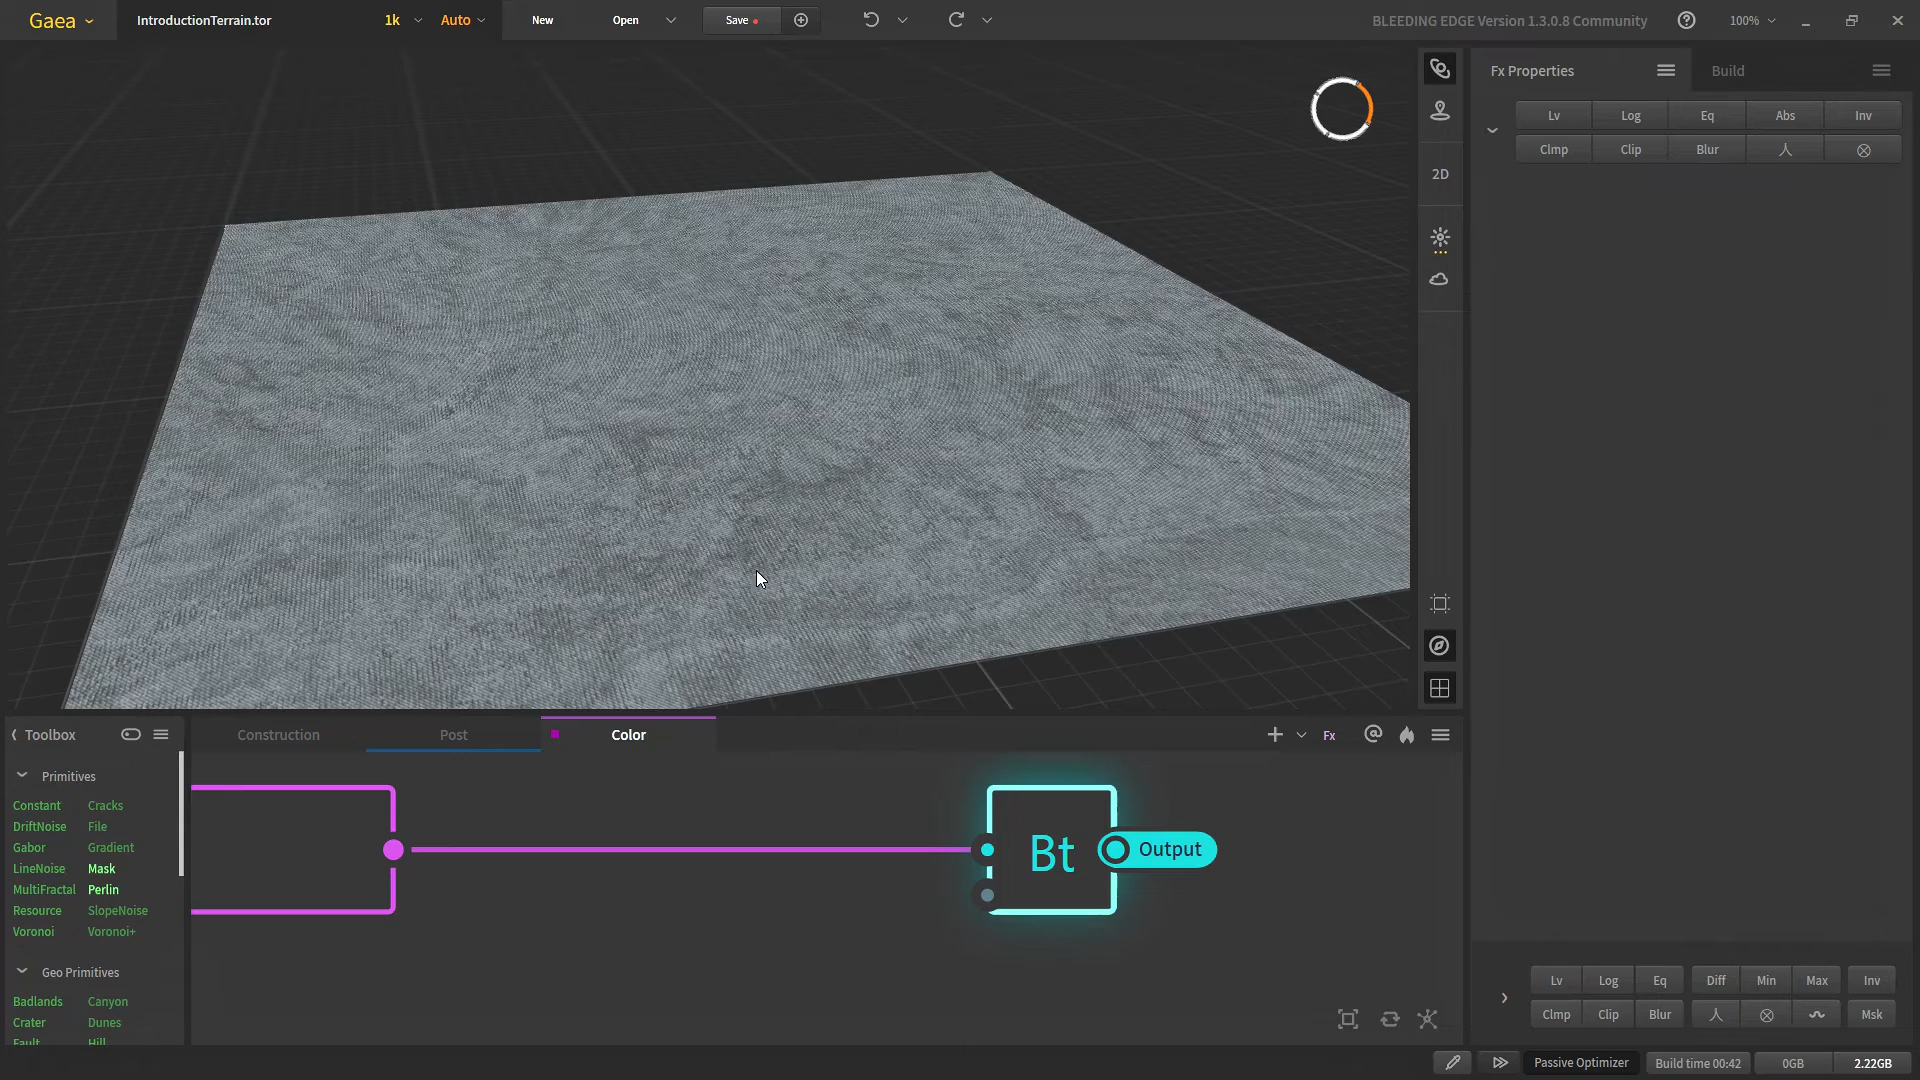 Gaea
IntroductionTerrain.tor
1k
Auto
New
Open
Save
BLEEDING EDGE Version 1.3.0.8 Community
100%
Fx Properties
Build
Lv Log Eq Abs Inv
Clmp Clip Blur 人
2D
Toolbox
Construction
Post
Color
Fx
Primitives
Constant Cracks
DriftNoise File
Gabor Gradient
LineNoise Mask
MultiFractal Perlin
Resource SlopeNoise
Voronoi Voronoi+
Geo Primitives
Badlands Canyon
Crater Dunes
Fault Hill
Bt
Output
Lv Log Eq Diff Min Max Inv
Clmp Clip Blur 人 Msk
Passive Optimizer
Build time 00:42
0GB
2.22GB